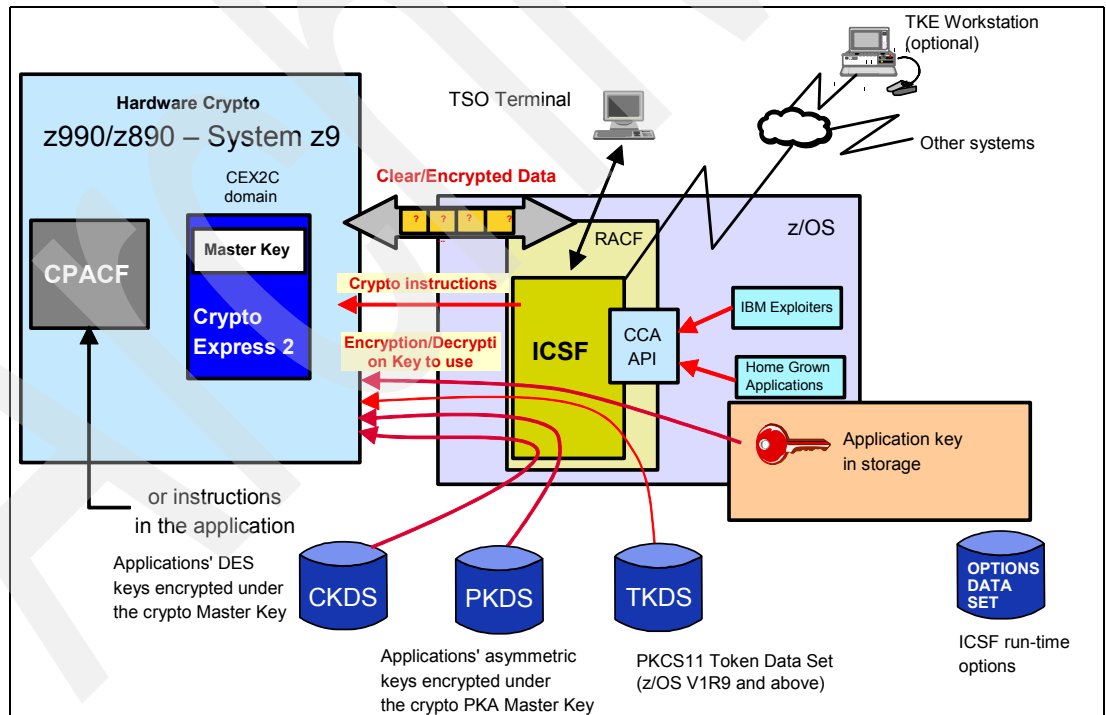 TKE Workstation
(optional)
Hardware Crypto
z990/z890 – System z9
TSO Terminal
Other systems
CEX2C
domain
Clear/Encrypted Data
? ? ? ?
z/OS
RACF
Master Key
CPACF
Crypto
Express 2
Crypto instructions
IBM Exploiters
ICSF
CCA
API
Encryption/Decrypti
on Key to use
Home Grown
Applications
Application key
in storage
or instructions
in the application
Applications' DES
keys encrypted under
the crypto Master Key
CKDS
PKDS
TKDS
OPTIONS
DATA
SET
Applications' asymmetric
keys encrypted under
the crypto PKA Master Key
PKCS11 Token Data Set
(z/OS V1R9 and above)
ICSF run-time
options